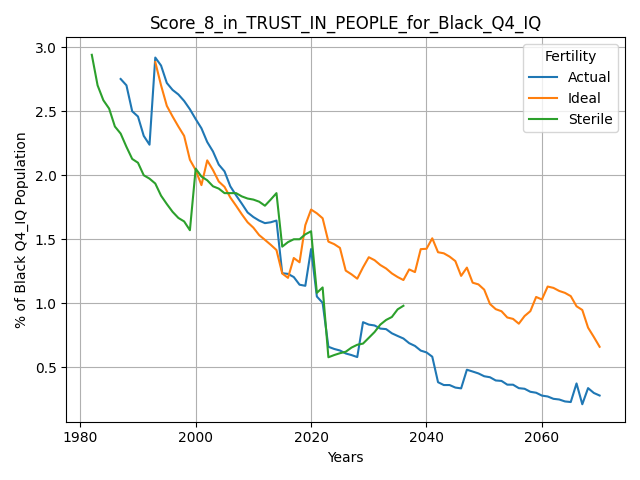 Score_8_in_TRUST_IN_PEOPLE_for_Black_Q4_IQ
% of Black Q4_IQ Population
3.0
2.5
2.0
1.5
1.0
0.5
1980
2000
2020
2040
2060
Years
Fertility
Actual
Ideal
Sterile